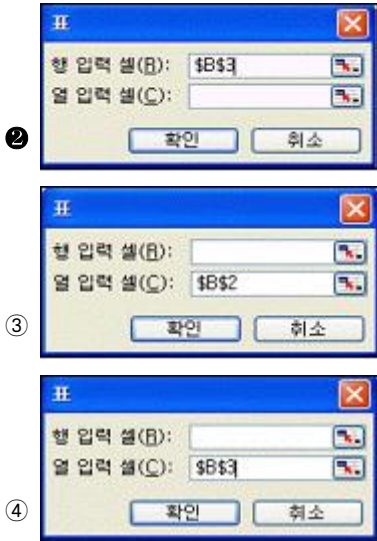 표
행 입력 셀(R): $B$3
열 입력 셀(C):
❷
확인 취소
표
행 입력 셀(R):
열 입력 셀(C): $B$2
③
확인 취소
표
행 입력 셀(R):
열 입력 셀(C): $B$3
④
확인 취소